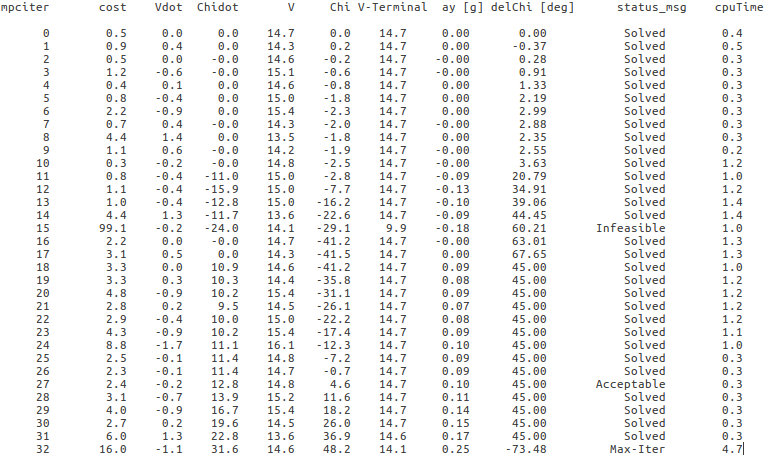 mpciter cost Vdot Chidot V Chi V-Terminal ay [g] delChi [deg] status_msg cpuTime
0 0.5 0.0 0.0 14.7 0.0 14.7 0.00 0.00 Solved 0.4
1 0.9 0.4 0.0 14.3 0.2 14.7 0.00 -0.37 Solved 0.5
2 0.5 0.0 -0.0 14.6 -0.2 14.7 -0.00 0.28 Solved 0.3
3 1.2 -0.6 -0.0 15.1 -0.6 14.7 -0.00 0.91 Solved 0.3
4 0.4 0.1 0.0 14.6 -0.8 14.7 0.00 1.33 Solved 0.3
5 0.8 -0.4 0.0 15.0 -1.8 14.7 0.00 2.19 Solved 0.3
6 2.2 -0.9 0.0 15.4 -0.0 14.7 0.00 2.99 Solved 0.3
7 0.7 0.4 -0.0 14.3 -2.0 14.7 -0.00 2.88 Solved 0.3
8 4.4 1.4 0.0 13.5 -1.8 14.7 0.00 2.35 Solved 0.3
9 1.1 0.6 -0.0 14.2 -1.9 14.7 -0.00 2.55 Solved 0.2
10 0.3 -0.2 -0.0 14.8 -2.5 14.7 -0.00 3.63 Solved 1.2
11 0.8 -0.4 -11.0 15.0 -2.8 14.7 -0.09 20.79 Solved 1.0
12 1.1 -0.4 -15.9 15.0 -7.7 14.7 -0.13 34.91 Solved 1.2
13 1.0 -0.4 -12.8 15.0 -16.2 14.7 -0.10 39.06 Solved 1.4
14 4.4 1.3 -11.7 13.6 -22.6 14.7 -0.09 44.45 Solved 1.4
15 99.1 -0.2 -24.0 14.1 -29.1 9.9 -0.18 60.21 Infeasible 1.0
16 2.2 0.0 -0.0 14.7 -41.2 14.7 -0.00 63.01 Solved 1.3
17 3.1 0.5 0.0 14.3 -41.5 14.7 0.00 67.65 Solved 1.3
18 3.3 0.0 10.9 14.6 -41.2 14.7 0.09 45.00 Solved 1.0
19 3.3 0.3 10.3 14.4 -35.8 14.7 0.08 45.00 Solved 1.2
20 4.8 -0.9 10.2 15.4 -31.1 14.7 0.09 45.00 Solved 1.2
21 2.8 0.2 9.5 14.5 -26.1 14.7 0.07 45.00 Solved 1.2
22 2.9 -0.4 10.0 15.0 -22.2 14.7 0.08 45.00 Solved 1.2
23 4.3 -0.9 10.2 15.4 -17.4 14.7 0.09 45.00 Solved 1.1
24 8.8 -1.7 11.1 16.1 -12.3 14.7 0.10 45.00 Solved 1.0
25 2.5 -0.1 11.4 14.8 -7.2 14.7 0.09 45.00 Solved 0.3
26 2.3 -0.1 11.4 14.7 -0.7 14.7 0.09 45.00 Solved 0.3
27 2.4 -0.2 12.8 14.8 4.6 14.7 0.10 45.00 Acceptable 0.3
28 3.1 -0.7 13.9 15.2 11.6 14.7 0.11 45.00 Solved 0.3
29 4.0 -0.9 16.7 15.4 18.2 14.7 0.14 45.00 Solved 0.3
30 2.7 0.2 19.6 14.5 26.0 14.7 0.15 45.00 Solved 0.3
31 6.0 1.3 22.8 13.6 36.9 14.6 0.17 45.00 Solved 0.3
32 16.0 -1.1 31.6 14.6 48.2 14.1 0.25 -73.48 Max-Iter 4.7